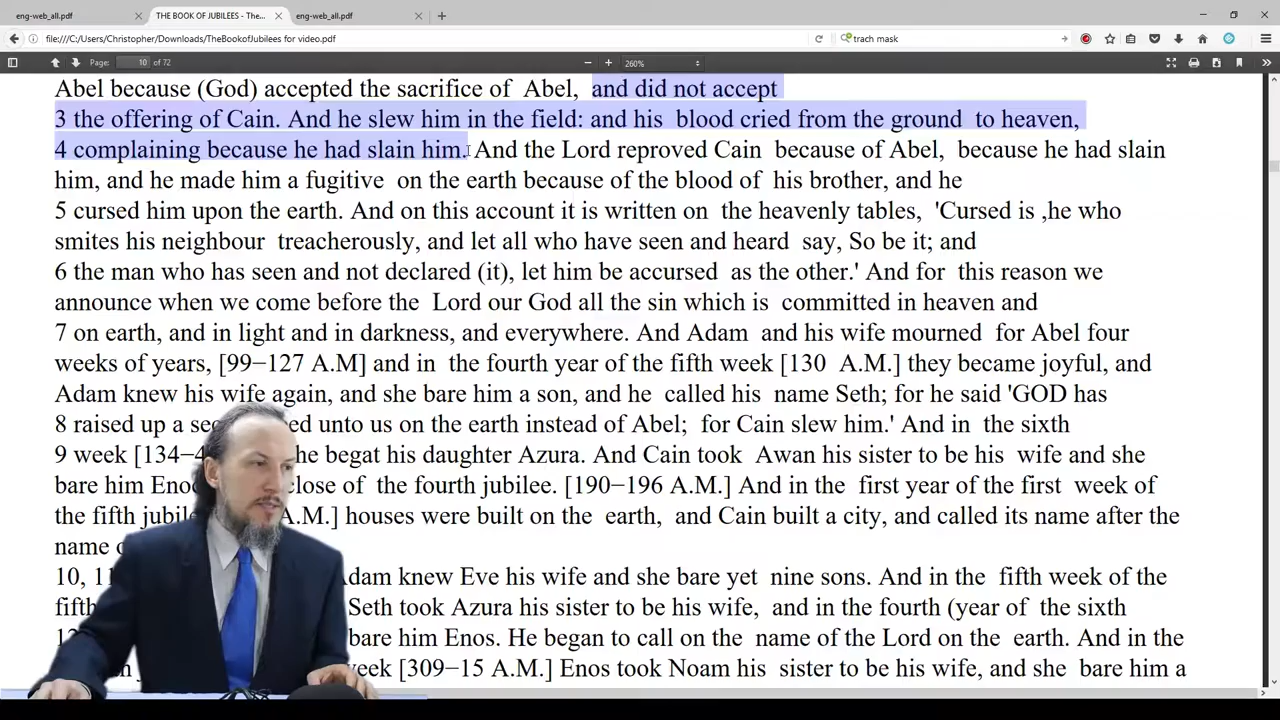 eng-web_all.pdf
THE BOOK OF JUBILEES - The...
eng-web_all.pdf
file:///C:/Users/Christopher/Downloads/TheBookofJubilees for video.pdf
trach mask
Page: 10 of 72
260%
Abel because (God) accepted the sacrifice of Abel, and did not accept
3 the offering of Cain. And he slew him in the field: and his blood cried from the ground to heaven,
4 complaining because he had slain him. And the Lord reproved Cain because of Abel, because he had slain
him, and he made him a fugitive on the earth because of the blood of his brother, and he
5 cursed him upon the earth. And on this account it is written on the heavenly tables, 'Cursed is ,he who
smites his neighbour treacherously, and let all who have seen and heard say, So be it; and
6 the man who has seen and not declared (it), let him be accursed as the other.' And for this reason we
announce when we come before the Lord our God all the sin which is committed in heaven and
7 on earth, and in light and in darkness, and everywhere. And Adam and his wife mourned for Abel four
weeks of years, [99−127 A.M] and in the fourth year of the fifth week [130 A.M.] they became joyful, and
Adam knew his wife again, and she bare him a son, and he called his name Seth; for he said 'GOD has
8 raised up a unto us on the earth instead of Abel; for Cain slew him.' And in the sixth
9 week [134− he begat his daughter Azura. And Cain took Awan his sister to be his wife and she
bare him close of the fourth jubilee. [190−196 A.M.] And in the first year of the first week of
the fifth A.M.] houses were built on the earth, and Cain built a city, and called its name after the
name
10, Adam knew Eve his wife and she bare yet nine sons. And in the fifth week of the
Seth took Azura his sister to be his wife, and in the fourth (year of the sixth
bare him Enos. He began to call on the name of the Lord on the earth. And in the
week [309−15 A.M.] Enos took Noam his sister to be his wife, and she bare him a